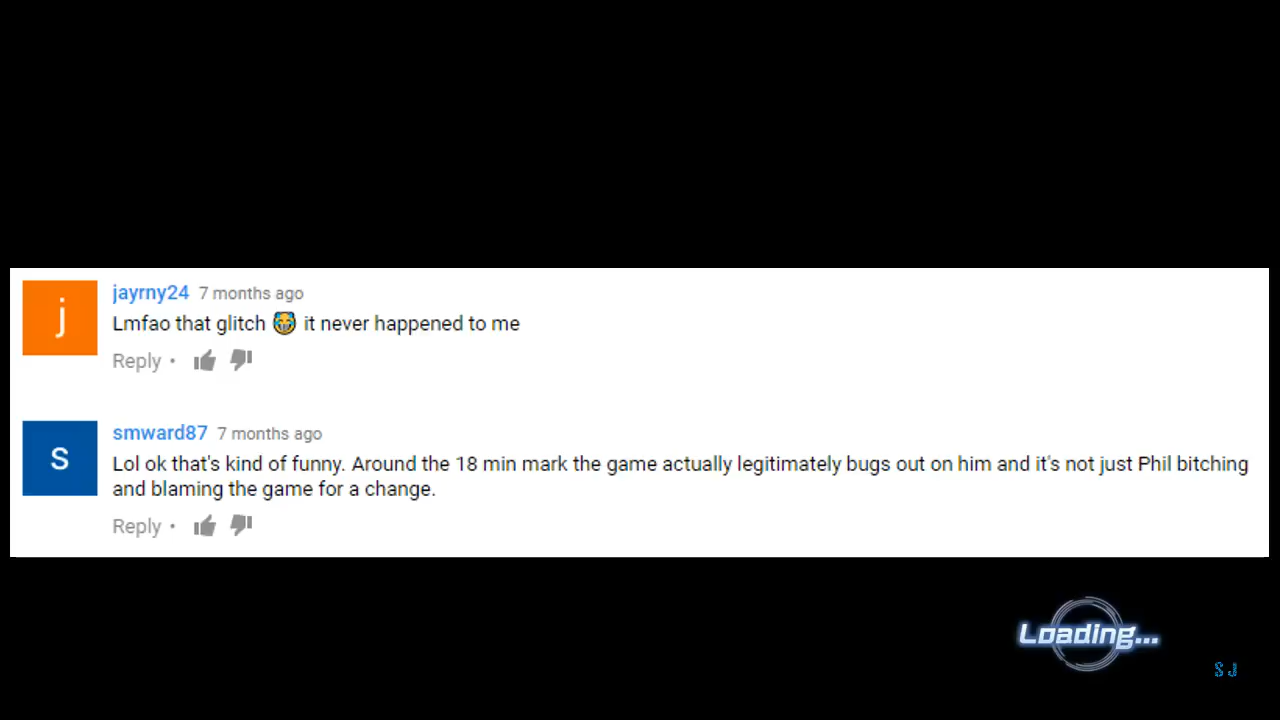 j
jayrny24 7 months ago
Lmfao that glitch 😹 it never happened to me
Reply •
s
smward87 7 months ago
Lol ok that's kind of funny. Around the 18 min mark the game actually legitimately bugs out on him and it's not just Phil bitching
and blaming the game for a change.
Reply •
Loading...
SJ